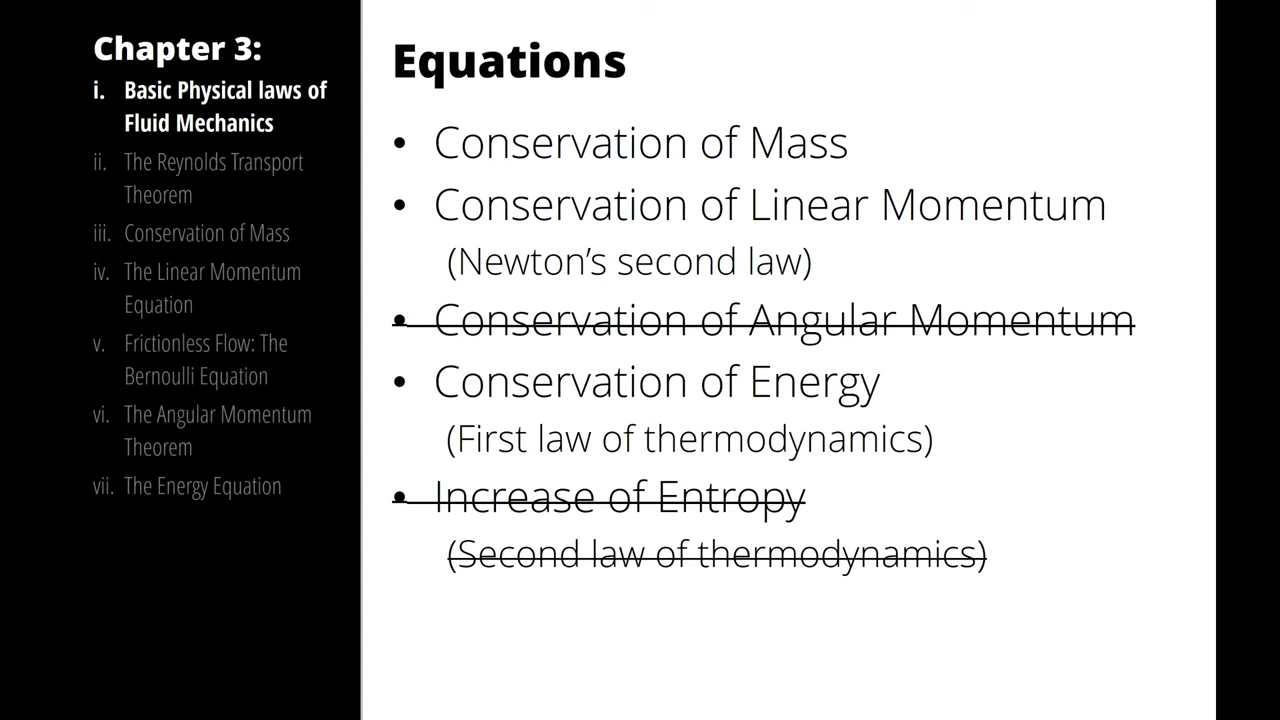 Chapter 3:
i. Basic Physical laws of
Fluid Mechanics
ii. The Reynolds Transport
Theorem
iii. Conservation of Mass
iv. The Linear Momentum
Equation
v. Frictionless Flow: The
Bernoulli Equation
vi. The Angular Momentum
Theorem
vii. The Energy Equation
Equations
• Conservation of Mass
• Conservation of Linear Momentum
(Newton’s second law)
• Conservation of Angular Momentum
• Conservation of Energy
(First law of thermodynamics)
• Increase of Entropy
(Second law of thermodynamics)